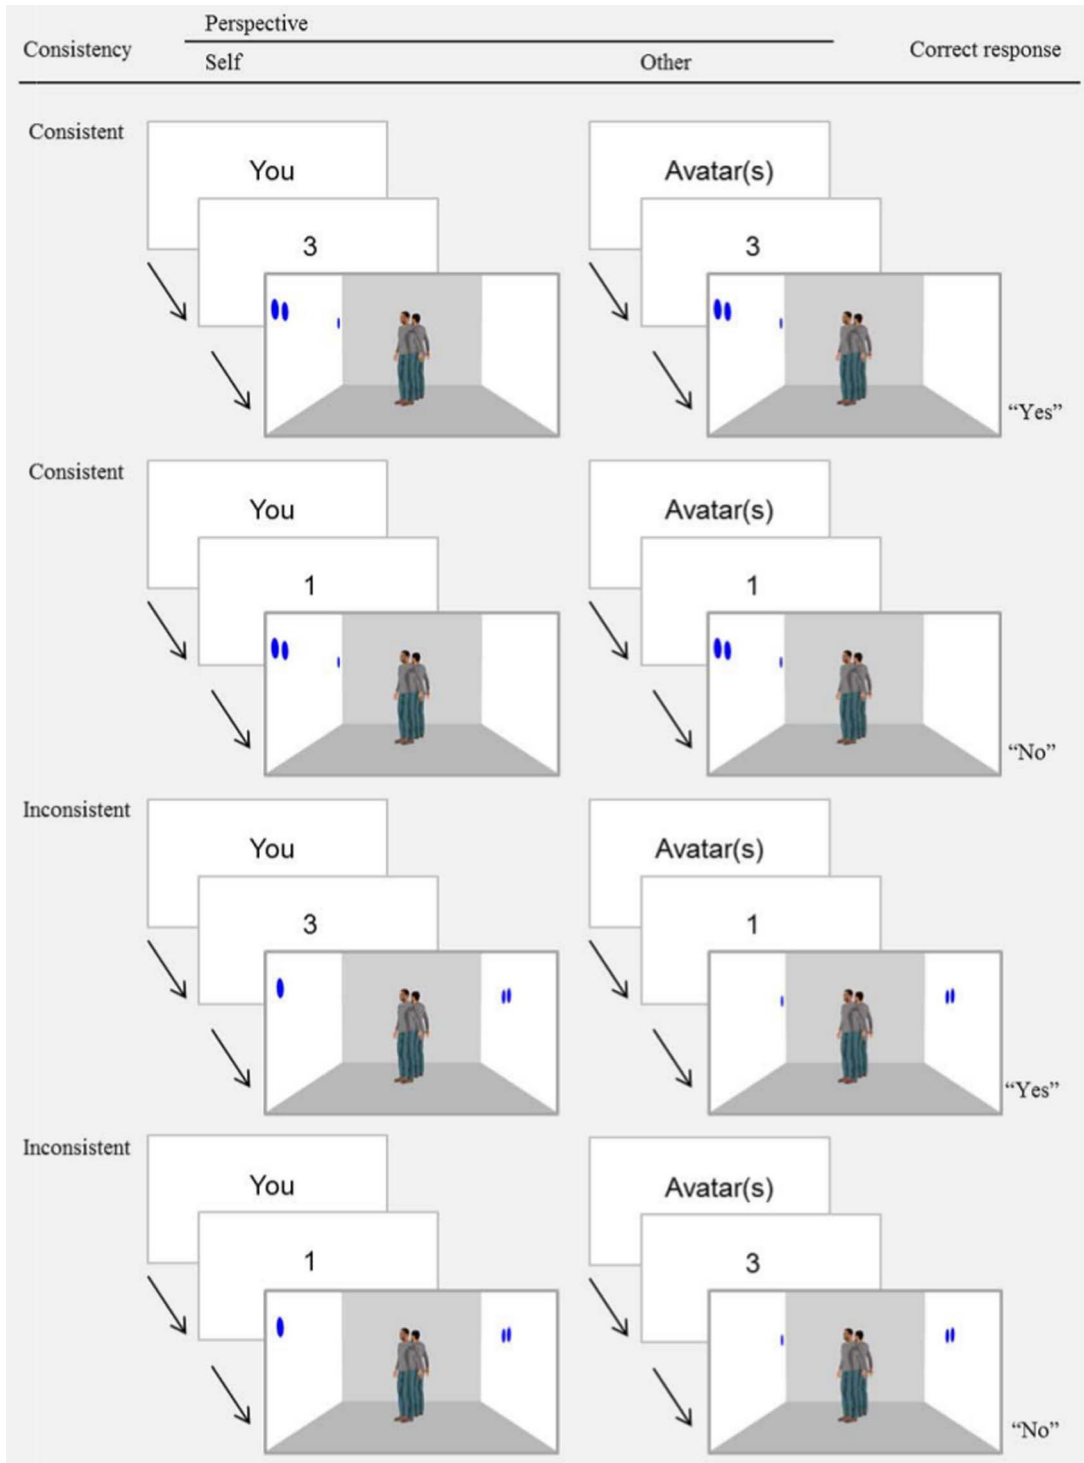 Perspective
Consistency
Self Other
Correct response
Consistent
You Avatar(s)
3 3
“Yes”
Consistent
You Avatar(s)
1 1
“No”
Inconsistent
You Avatar(s)
3 1
“Yes”
Inconsistent
You Avatar(s)
1 3
“No”